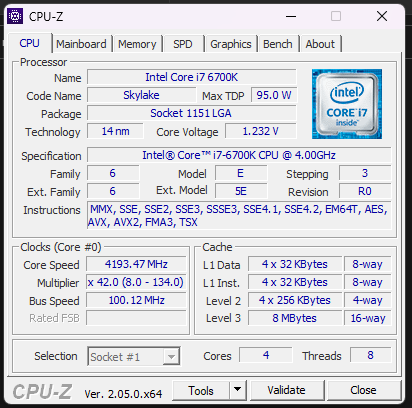 CPU-Z
CPU Mainboard Memory SPD Graphics Bench About
Processor
Name Intel Core i7 6700K
Code Name Skylake Max TDP 95.0 W
Package Socket 1151 LGA
Technology 14 nm Core Voltage 1.232 V
intel
CORE i7
inside™
Specification Intel® Core™ i7-6700K CPU @ 4.00GHz
Family 6 Model E Stepping 3
Ext. Family 6 Ext. Model 5E Revision R0
Instructions MMX, SSE, SSE2, SSE3, SSSE3, SSE4.1, SSE4.2, EM64T, AES,
AVX, AVX2, FMA3, TSX
Clocks (Core #0)
Core Speed 4193.47 MHz
Multiplier x 42.0 (8.0 - 134.0)
Bus Speed 100.12 MHz
Rated FSB
Cache
L1 Data 4 x 32 KBytes 8-way
L1 Inst. 4 x 32 KBytes 8-way
Level 2 4 x 256 KBytes 4-way
Level 3 8 MBytes 16-way
Selection Socket #1 Cores 4 Threads 8
CPU-Z Ver. 2.05.0.x64 Tools Validate Close